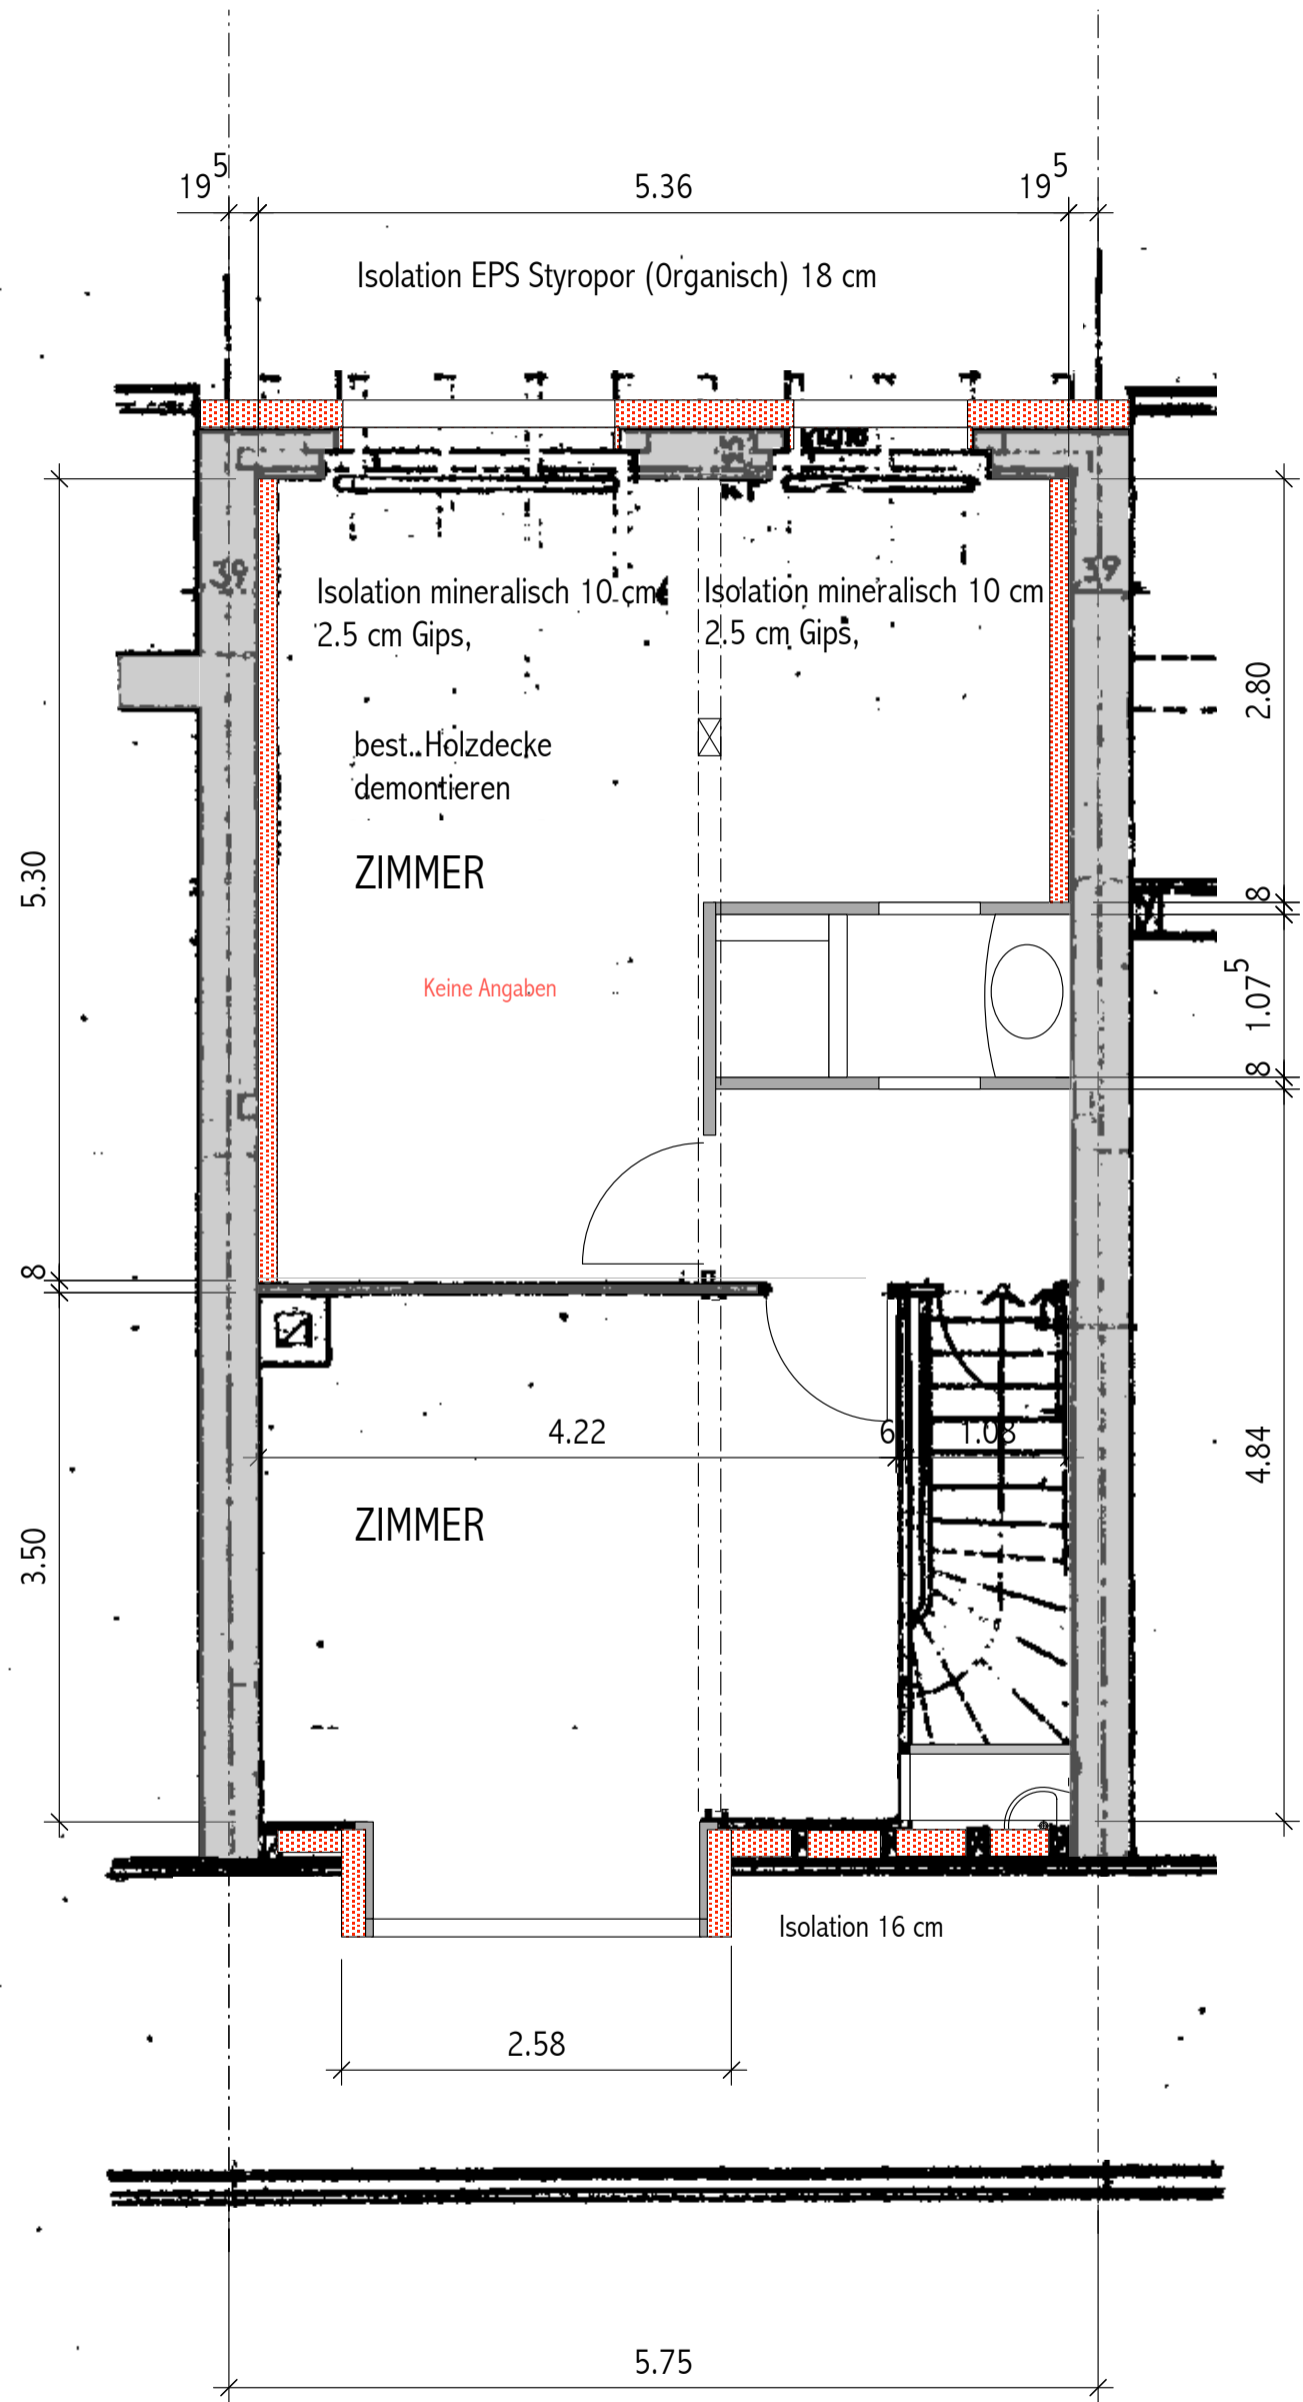 19⁵ 5.36 19⁵
Isolation EPS Styropor (Organisch) 18 cm
39
39
Isolation mineralisch 10 cm
2.5 cm Gips,
Isolation mineralisch 10 cm
2.5 cm Gips,
best. Holzdecke
demontieren
ZIMMER
Keine Angaben
5.30
8
3.50
2.80
8
1.07⁵
8
4.84
4.22 6 1.08
ZIMMER
Isolation 16 cm
2.58
5.75